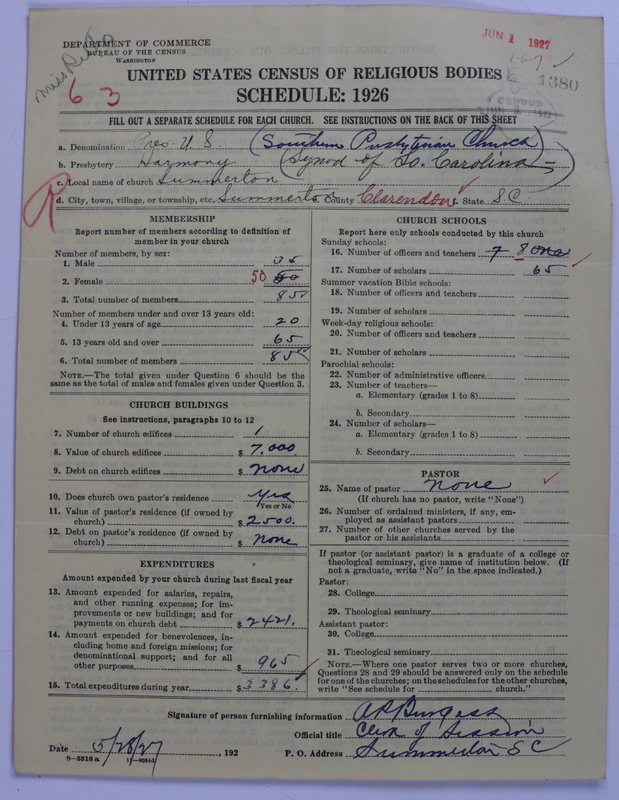 DEPARTMENT OF COMMERCE
BUREAU OF THE CENSUS
WASHINGTON
JUN 1 1927
1380
63
UNITED STATES CENSUS OF RELIGIOUS BODIES
SCHEDULE: 1926
FILL OUT A SEPARATE SCHEDULE FOR EACH CHURCH. SEE INSTRUCTIONS ON THE BACK OF THIS SHEET
a. Denomination Pres. U S. (Southern Presbyterian Church)
b. Presbytery Harmony (Synod of So. Carolina)
c. Local name of church Summerton
d. City, town, village, or township, etc. Summerton e. County Clarendon f. State S C
R
MEMBERSHIP
Report number of members according to definition of
member in your church
Number of members, by sex:
1. Male 35
2. Female 50 50
3. Total number of members 85
Number of members under and over 13 years old:
4. Under 13 years of age 20
5. 13 years old and over 65
6. Total number of members 85
NOTE.—The total given under Question 6 should be
same as the total of males and females given under Question 3.
CHURCH BUILDINGS
See instructions, paragraphs 10 to 12
7. Number of church edifices 1
8. Value of church edifices $ 7,000
9. Debt on church edifices $ None
10. Does church own pastor's residence Yes
Yes or No
11. Value of pastor's residence (if owned by
church) $ 2500.
12. Debt on pastor's residence (if owned by
church) $ None
EXPENDITURES
Amount expended by your church during last fiscal year
13. Amount expended for salaries, repairs,
and other running expenses; for im-
provements or new buildings; and for
payments on church debt $ 2421.
14. Amount expended for benevolences, in-
cluding home and foreign missions; for
denominational support; and for all
other purposes $ 965
15. Total expenditures during year $ 3386
CHURCH SCHOOLS
Report here only schools conducted by this church
Sunday schools:
16. Number of officers and teachers 7 8 one
17. Number of scholars 65
Summer vacation Bible schools:
18. Number of officers and teachers
19. Number of scholars
Week-day religious schools:
20. Number of officers and teachers
21. Number of scholars
Parochial schools:
22. Number of administrative officers
23. Number of teachers—
a. Elementary (grades 1 to 8)
b. Secondary
24. Number of scholars—
a. Elementary (grades 1 to 8)
b. Secondary
PASTOR
25. Name of pastor None
(If church has no pastor, write "None")
26. Number of ordained ministers, if any, em-
ployed as assistant pastors
27. Number of other churches served by the
pastor or his assistants
If pastor (or assistant pastor) is a graduate of a college or
theological seminary, give name of institution below. (If
not a graduate, write "No" in the space indicated.)
Pastor:
28. College
29. Theological seminary
Assistant pastor:
30. College
31. Theological seminary
NOTE.—Where one pastor serves two or more churches,
Questions 28 and 29 should be answered only on the schedule
for one of the churches; on the schedules for the other churches,
write "See schedule for church."
Signature of person furnishing information A P Burgess
Official title Clerk of Session
Date 5/28/27, 192 P. O. Address Summerton S C
8—5518 a